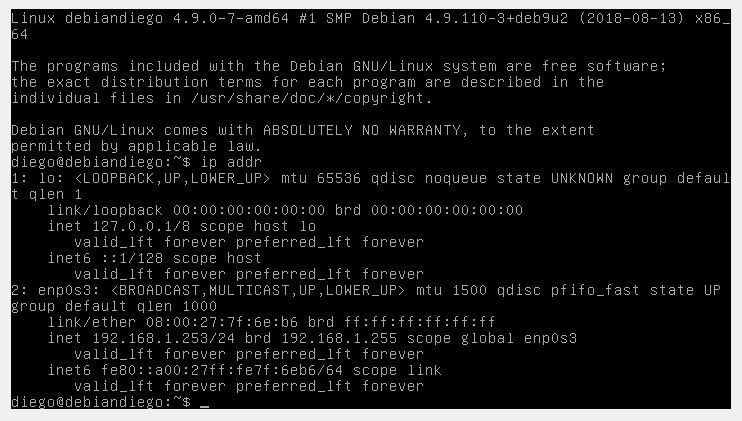 Linux debiandiego 4.9.0-7-amd64 #1 SMP Debian 4.9.110-3+deb9u2 (2018-08-13) x86_
64
The programs included with the Debian GNU/Linux system are free software;
the exact distribution terms for each program are described in the
individual files in /usr/share/doc/*/copyright.
Debian GNU/Linux comes with ABSOLUTELY NO WARRANTY, to the extent
permitted by applicable law.
diego@debiandiego:~$ ip addr
1: lo: <LOOPBACK,UP,LOWER_UP> mtu 65536 qdisc noqueue state UNKNOWN group defaul
t qlen 1
    link/loopback 00:00:00:00:00:00 brd 00:00:00:00:00:00
    inet 127.0.0.1/8 scope host lo
       valid_lft forever preferred_lft forever
    inet6 ::1/128 scope host
       valid_lft forever preferred_lft forever
2: enp0s3: <BROADCAST,MULTICAST,UP,LOWER_UP> mtu 1500 qdisc pfifo_fast state UP
group default qlen 1000
    link/ether 08:00:27:7f:6e:b6 brd ff:ff:ff:ff:ff:ff
    inet 192.168.1.253/24 brd 192.168.1.255 scope global enp0s3
       valid_lft forever preferred_lft forever
    inet6 fe80::a00:27ff:fe7f:6eb6/64 scope link
       valid_lft forever preferred_lft forever
diego@debiandiego:~$ _